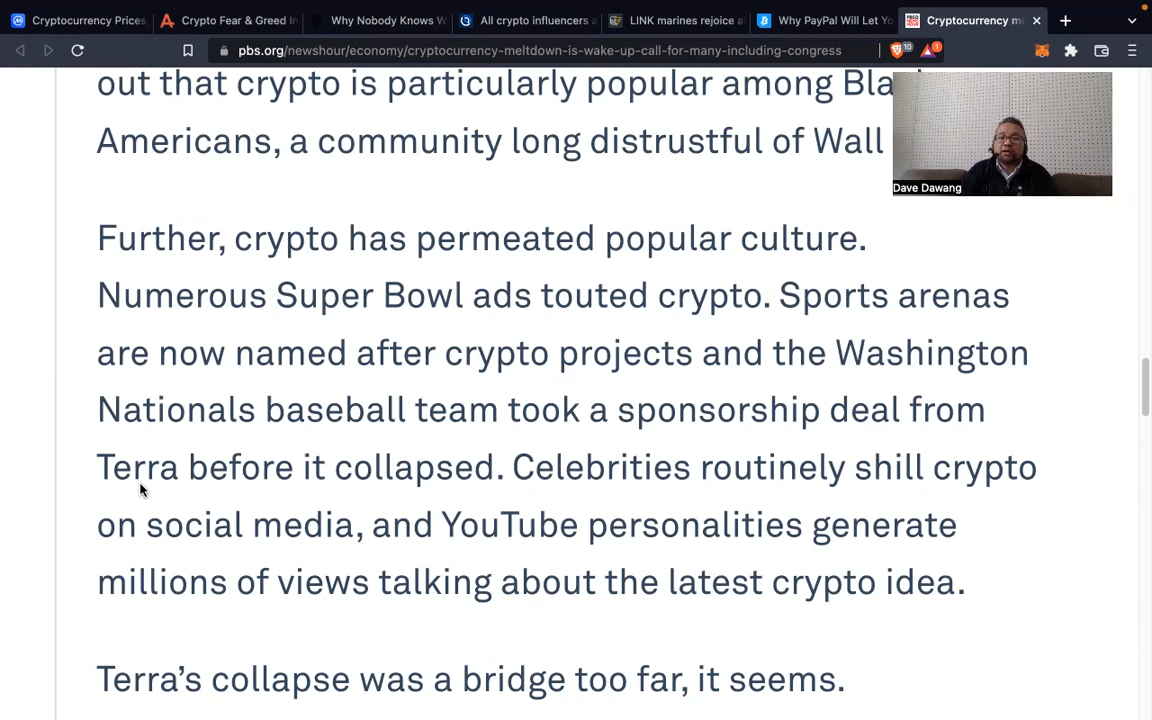 Cryptocurrency Prices,
Crypto Fear & Greed In
Why Nobody Knows W
All crypto influencers a
LINK marines rejoice a
Why PayPal Will Let Yo
Cryptocurrency m
pbs.org/newshour/economy/cryptocurrency-meltdown-is-wake-up-call-for-many-including-congress
10
1
out that crypto is particularly popular among Bla
Americans, a community long distrustful of Wall
Dave Dawang
Further, crypto has permeated popular culture.
Numerous Super Bowl ads touted crypto. Sports arenas
are now named after crypto projects and the Washington
Nationals baseball team took a sponsorship deal from
Terra before it collapsed. Celebrities routinely shill crypto
on social media, and YouTube personalities generate
millions of views talking about the latest crypto idea.
Terra’s collapse was a bridge too far, it seems.